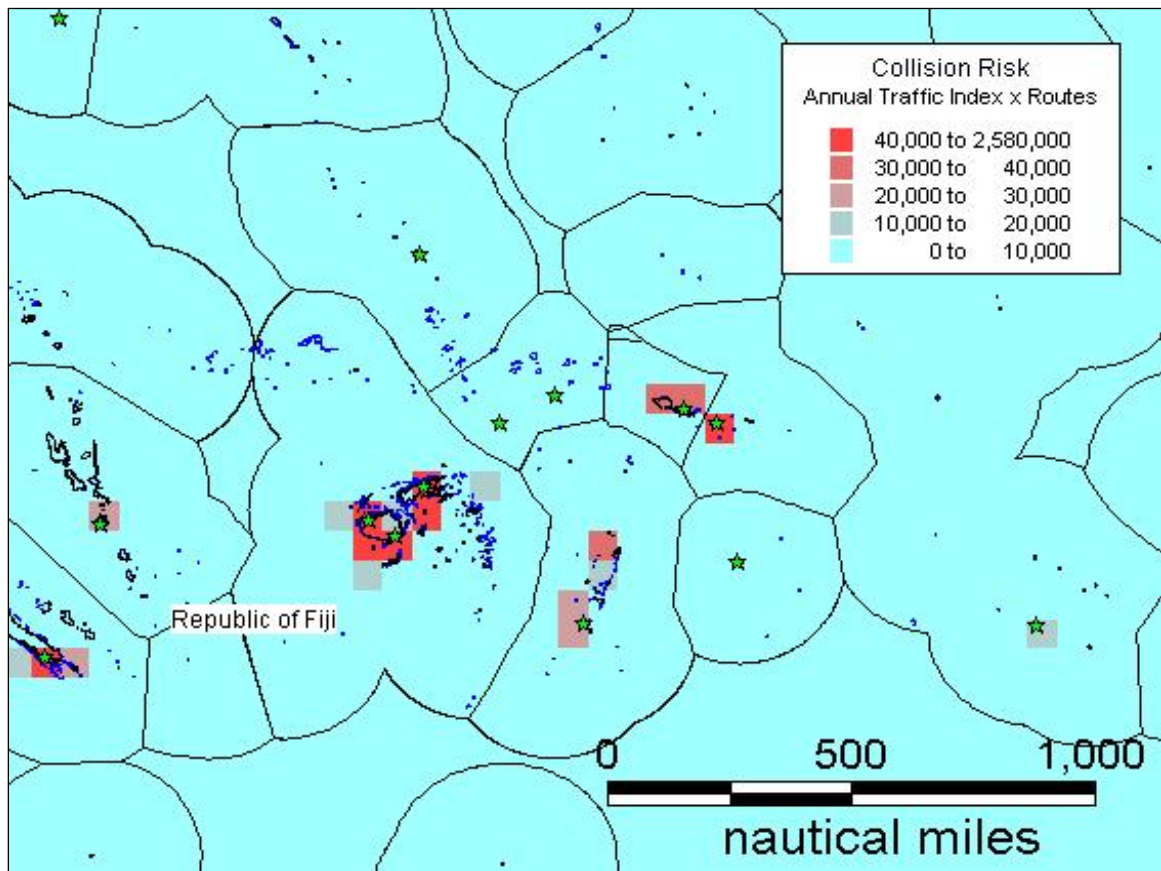 Collision Risk
Annual Traffic Index x Routes
40,000 to 2,580,000
30,000 to 40,000
20,000 to 30,000
10,000 to 20,000
0 to 10,000
Republic of Fiji
0 500 1,000
nautical miles